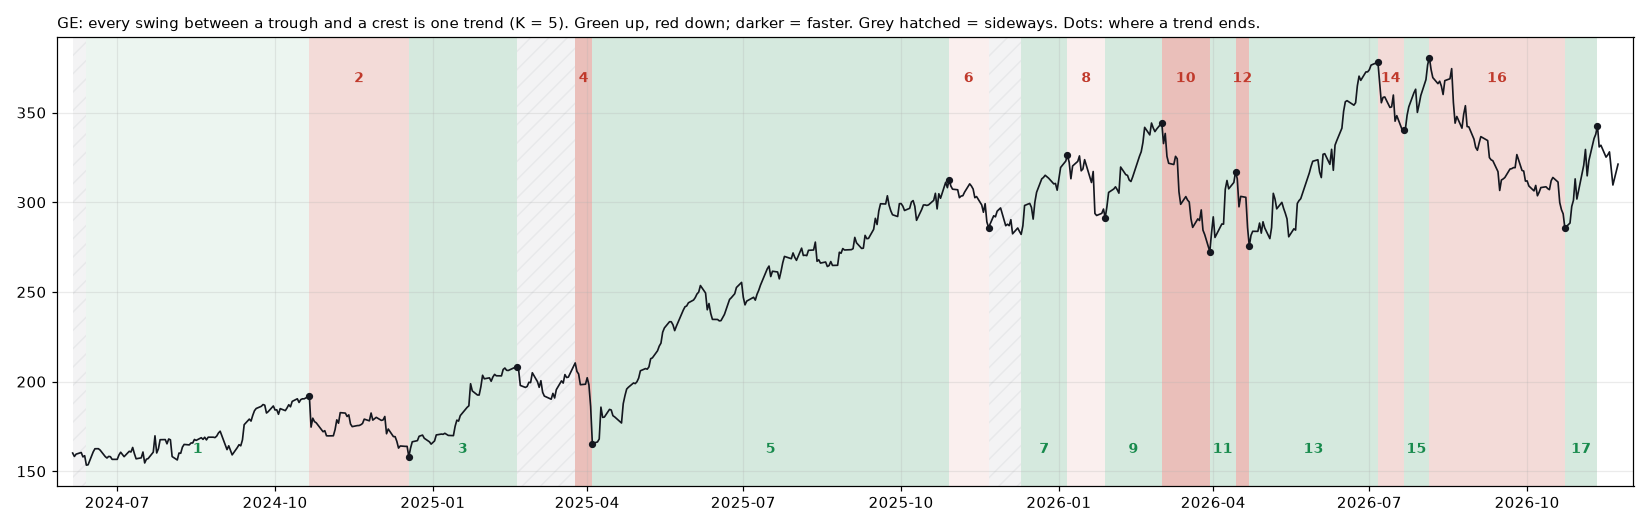 GE: every swing between a trough and a crest is one trend (K = 5). Green up, red down; darker = faster. Grey hatched = sideways. Dots: where a trend ends.
350
300
250
200
150
2 4 6 8 10 12 14 16
1 3 5 7 9 11 13 15 17
2024-07 2024-10 2025-01 2025-04 2025-07 2025-10 2026-01 2026-04 2026-07 2026-10